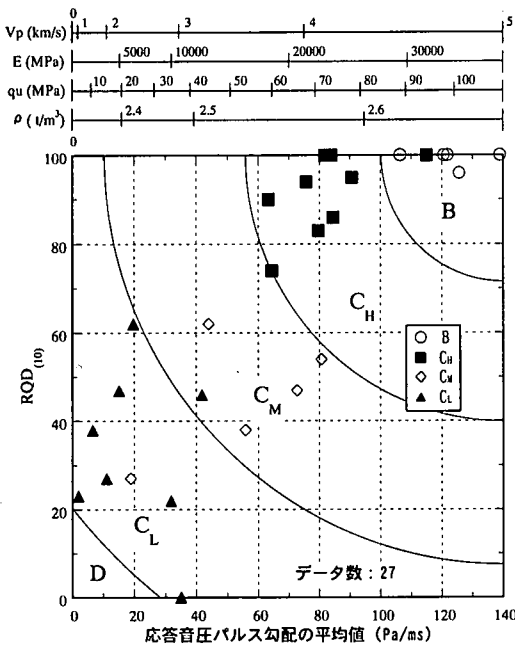 0
Vp (km/s) 1 2 3 4 5
E (MPa) 5000 10000 20000 30000
qu (MPa) 10 20 30 40 50 60 70 80 90 100
ρ (t/m³) 2.4 2.5 2.6
0
100
80
60
40
20
0
RQD(10)
B
CH
CM
CL
D
○ B
■ CH
◇ CM
▲ CL
データ数：27
0 20 40 60 80 100 120 140
応答音圧パルス勾配の平均値 (Pa/ms)